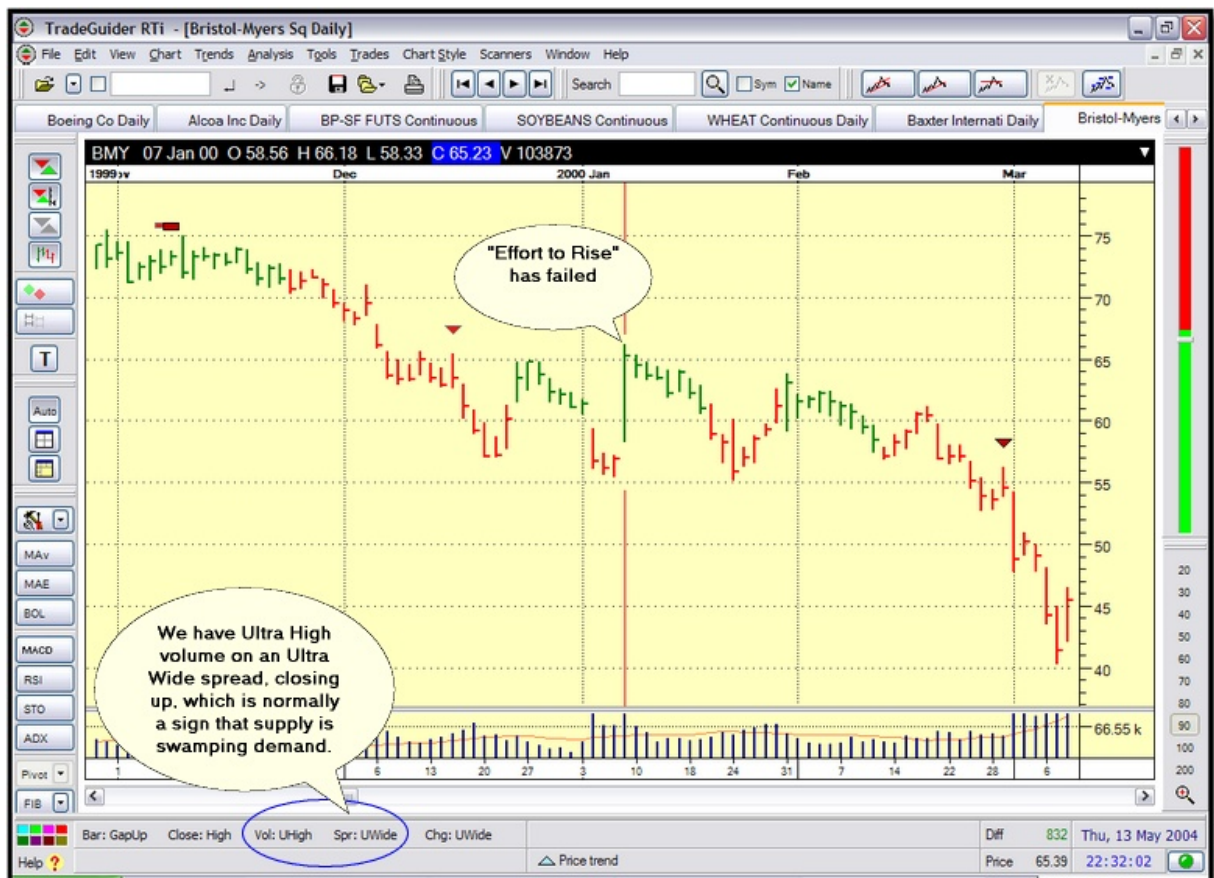 TradeGuider RTi - [Bristol-Myers Sq Daily]
File Edit View Chart Trends Analysis Tools Trades Chart Style Scanners Window Help
Search Sym Name
Boeing Co Daily Alcoa Inc Daily BP-SF FUTS Continuous SOYBEANS Continuous WHEAT Continuous Daily Baxter Internati Daily Bristol-Myers
BMY 07 Jan 00 O 58.56 H 66.18 L 58.33 C 65.23 V 103873
1999 Dec 2000 Jan Feb Mar
"Effort to Rise"
has failed
75
70
65
60
55
50
45
40
T
Auto
MAv
MAE
BOL
MACD
RSI
STO
ADX
Pivot
FIB
We have Ultra High
volume on an Ultra
Wide spread, closing
up, which is normally
a sign that supply is
swamping demand.
66.55 k
20
30
40
50
60
70
80
90
100
200
1 6 13 20 27 3 10 18 24 31 7 14 22 28 6
Bar: GapUp Close: High Vol: UHigh Spr: UWide Chg: UWide Diff 832 Thu, 13 May 2004
Help ? Price trend Price 65.39 22:32:02